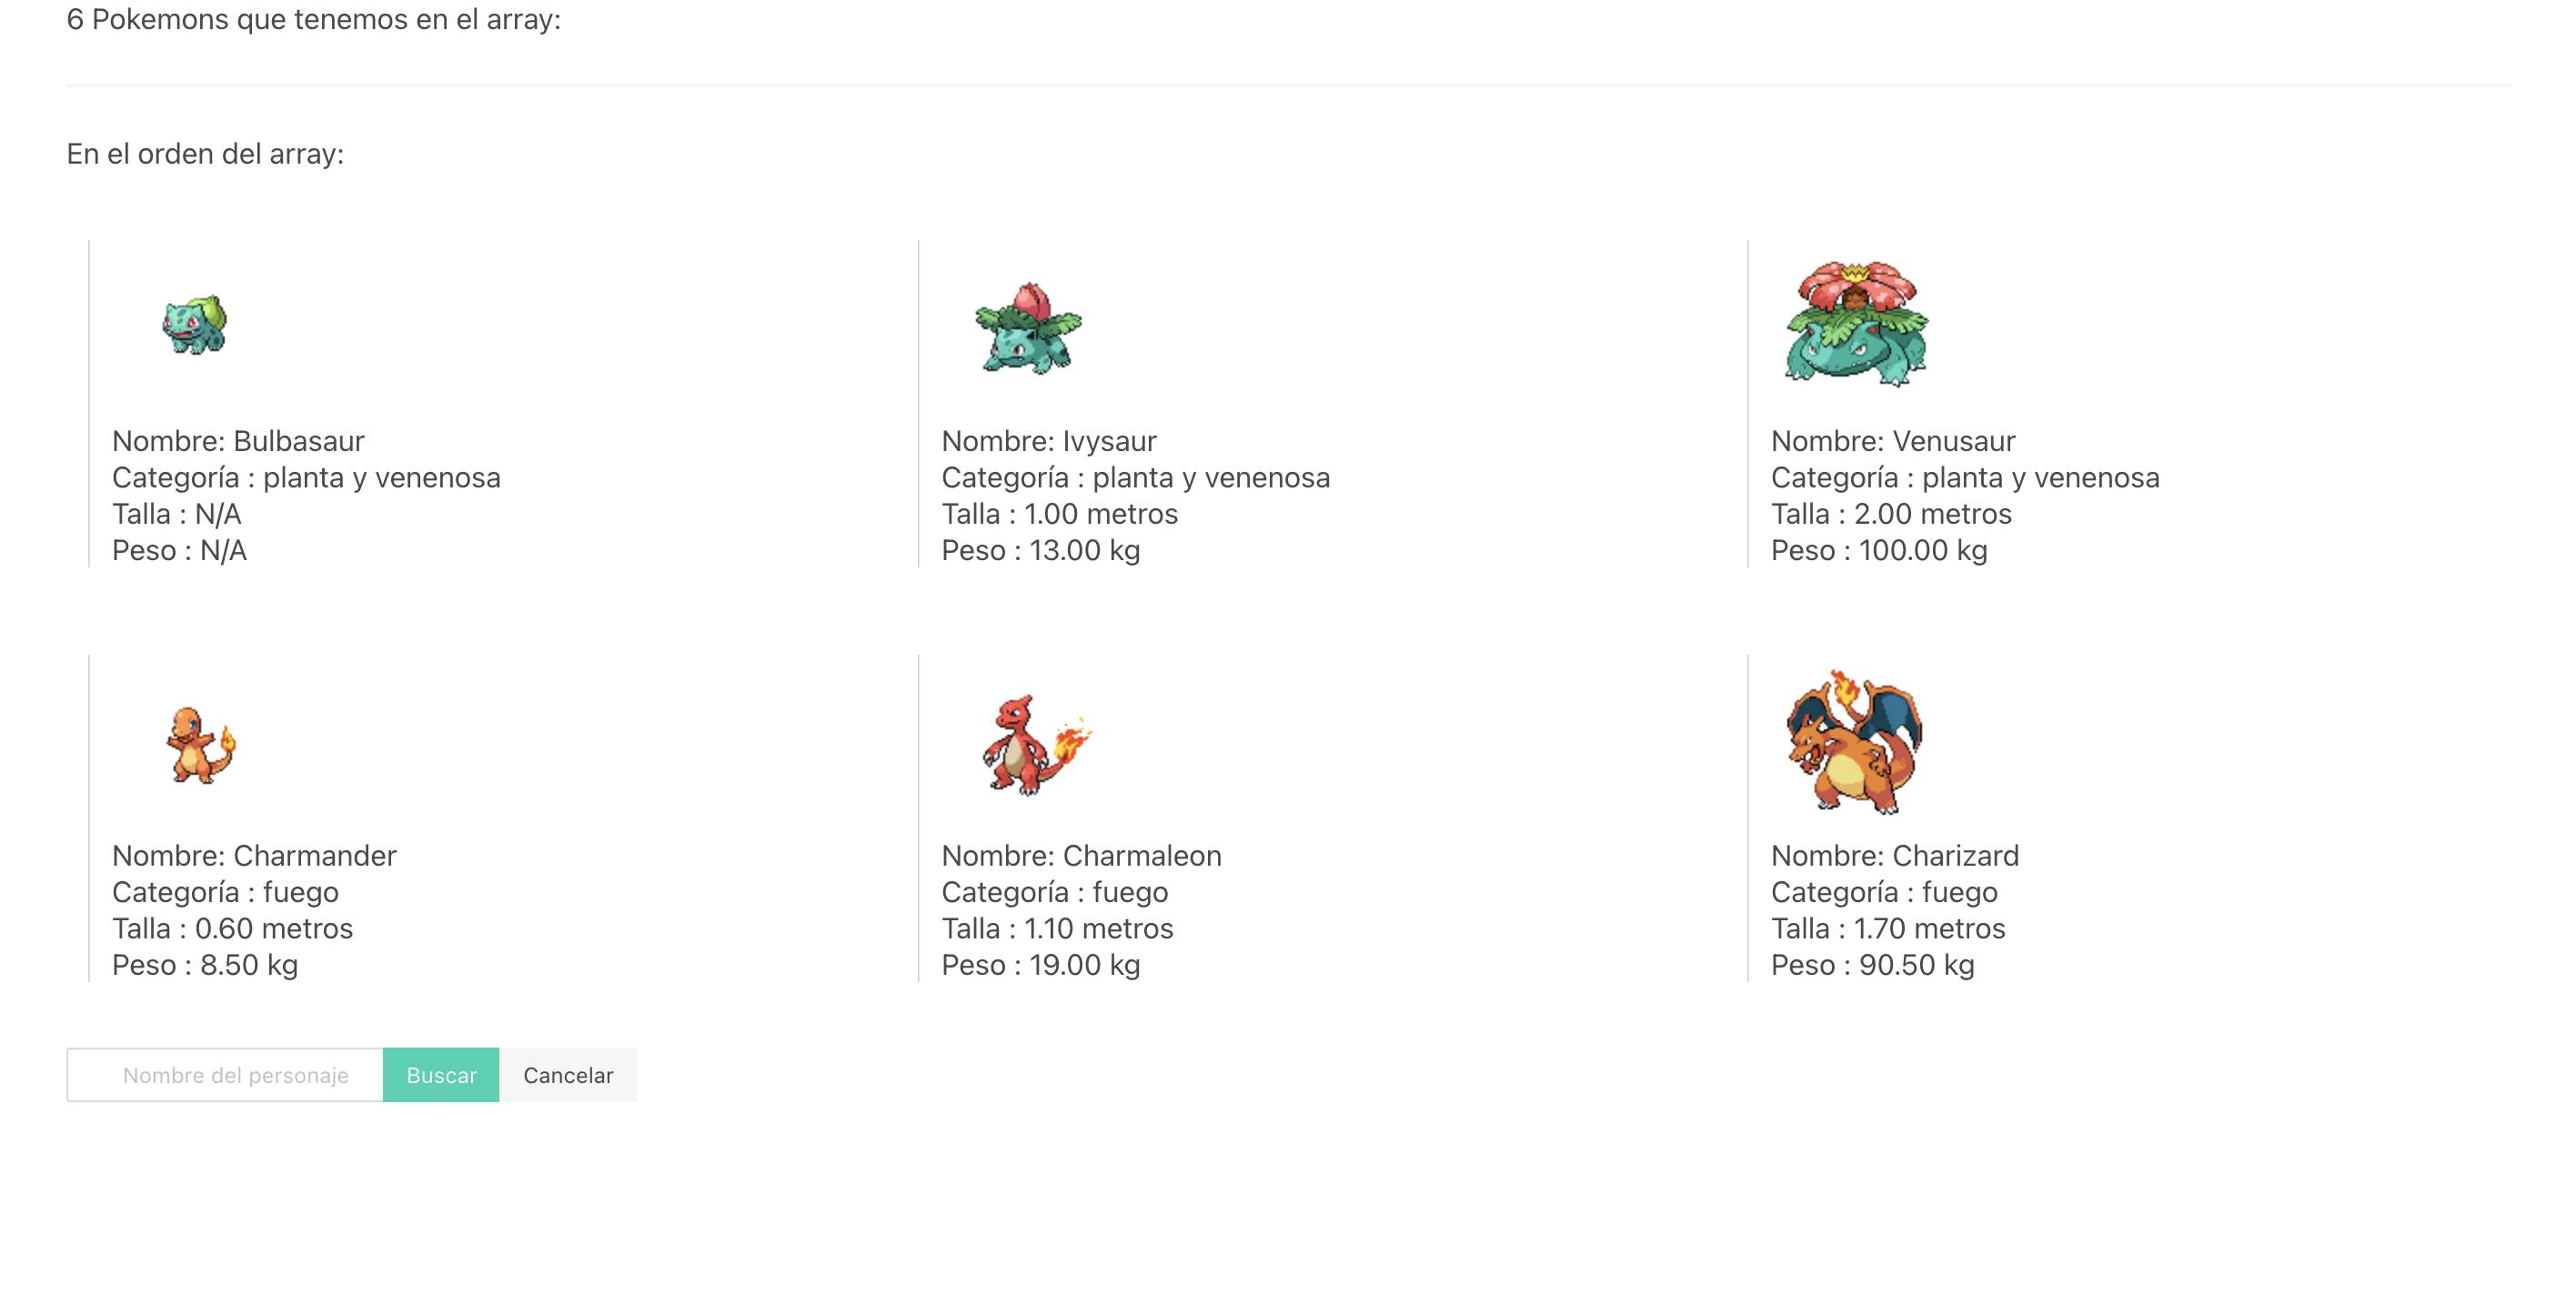 6 Pokemons que tenemos en el array:
En el orden del array:
Nombre: Bulbasaur
Categoría : planta y venenosa
Talla : N/A
Peso : N/A
Nombre: Ivysaur
Categoría : planta y venenosa
Talla : 1.00 metros
Peso : 13.00 kg
Nombre: Venusaur
Categoría : planta y venenosa
Talla : 2.00 metros
Peso : 100.00 kg
Nombre: Charmander
Categoría : fuego
Talla : 0.60 metros
Peso : 8.50 kg
Nombre: Charmaleon
Categoría : fuego
Talla : 1.10 metros
Peso : 19.00 kg
Nombre: Charizard
Categoría : fuego
Talla : 1.70 metros
Peso : 90.50 kg
Nombre del personaje Buscar Cancelar